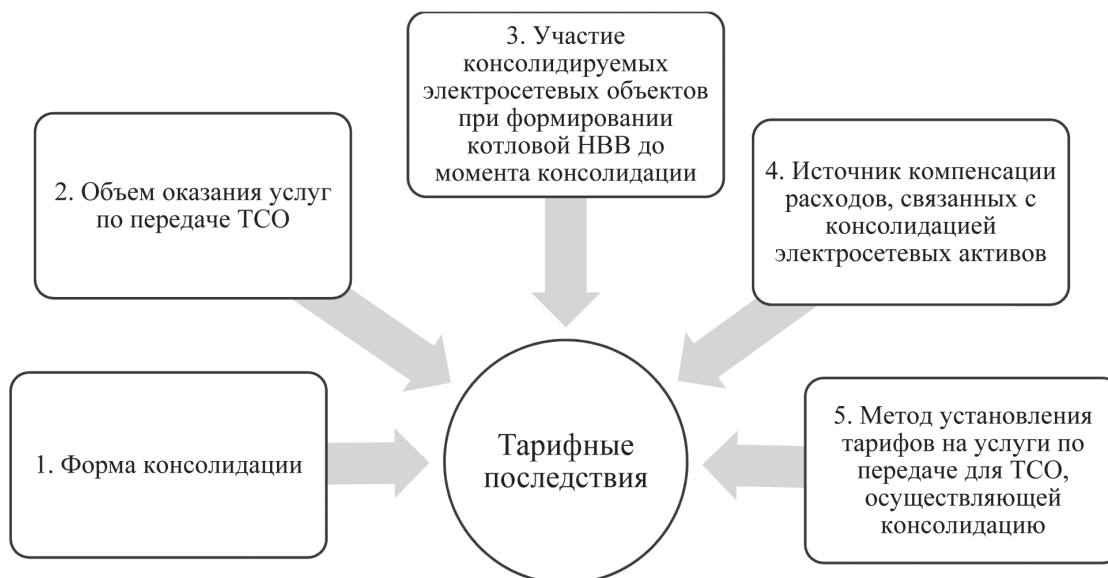 1. Форма консолидации
2. Объем оказания услуг
по передаче ТСО
3. Участие
консолидируемых
электросетевых объектов
при формировании
котловой НВВ до
момента консолидации
4. Источник компенсации
расходов, связанных с
консолидацией
электросетевых активов
5. Метод установления
тарифов на услуги по
передаче для ТСО,
осуществляющей
консолидацию
Тарифные
последствия